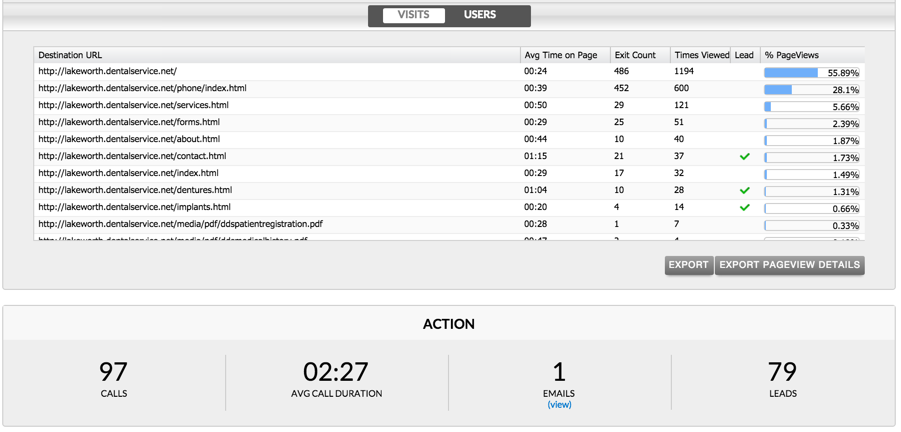 VISITS USERS
Destination URL Avg Time on Page Exit Count Times Viewed Lead % PageViews
http://lakeworth.dentalservice.net/ 00:24 486 1194 55.89%
http://lakeworth.dentalservice.net/phone/index.html 00:39 452 600 28.1%
http://lakeworth.dentalservice.net/services.html 00:50 29 121 5.66%
http://lakeworth.dentalservice.net/forms.html 00:29 25 51 2.39%
http://lakeworth.dentalservice.net/about.html 00:44 10 40 1.87%
http://lakeworth.dentalservice.net/contact.html 01:15 21 37 1.73%
http://lakeworth.dentalservice.net/index.html 00:29 17 32 1.49%
http://lakeworth.dentalservice.net/dentures.html 01:04 10 28 1.31%
http://lakeworth.dentalservice.net/implants.html 00:20 4 14 0.66%
http://lakeworth.dentalservice.net/media/pdf/ddspatientregistration.pdf 00:28 1 7 0.33%
http://lakeworth.dentalservice.net/media/pdf/ddsmedicalhistory.pdf
EXPORT EXPORT PAGEVIEW DETAILS
ACTION
97 02:27 1 79
CALLS AVG CALL DURATION EMAILS LEADS
(view)